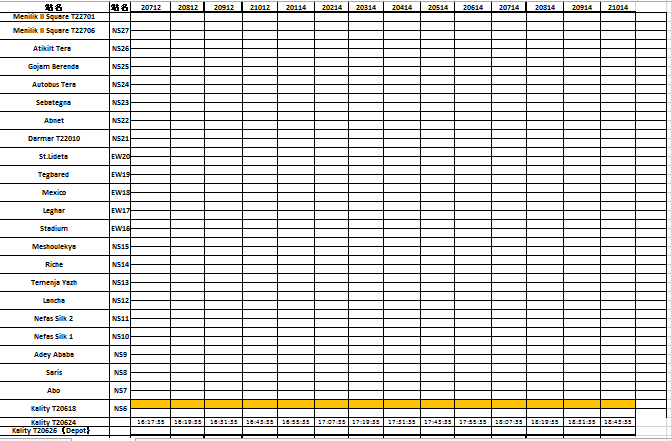 站名 站名 20712 20812 20912 21012 20114 20214 20314 20414 20514 20614 20714 20814 20914 21014
Menilik II Square T22701
Menilik II Square T22706 NS27
Atikilt Tera NS26
Gojam Berenda NS25
Autobus Tera NS24
Sebategna NS23
Abnet NS22
Darmar T22010 NS21
St.Lideta EW20
Tegbared EW19
Mexico EW18
Leghar EW17
Stadium EW16
Meshoulekya NS15
Riche NS14
Temenja Yazh NS13
Lancha NS12
Nefas Silk 2 NS11
Nefas Silk 1 NS10
Adey Ababa NS9
Saris NS8
Abo NS7
Kality T20618 NS6
Kality T20624 16:17:35 16:19:35 16:31:35 16:43:35 16:55:35 17:07:35 17:19:35 17:31:35 17:43:35 17:55:35 18:07:35 18:19:35 18:31:35 18:43:35
Kality T20626 【Depot】